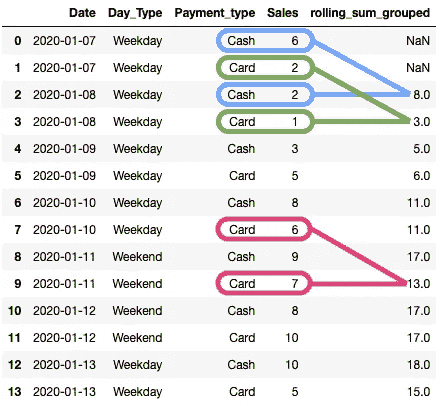 Date Day_Type Payment_type Sales rolling_sum_grouped
0 2020-01-07 Weekday Cash 6 NaN
1 2020-01-07 Weekday Card 2 NaN
2 2020-01-08 Weekday Cash 2 8.0
3 2020-01-08 Weekday Card 1 3.0
4 2020-01-09 Weekday Cash 3 5.0
5 2020-01-09 Weekday Card 5 6.0
6 2020-01-10 Weekday Cash 8 11.0
7 2020-01-10 Weekday Card 6 11.0
8 2020-01-11 Weekend Cash 9 17.0
9 2020-01-11 Weekend Card 7 13.0
10 2020-01-12 Weekend Cash 8 17.0
11 2020-01-12 Weekend Card 10 17.0
12 2020-01-13 Weekday Cash 10 18.0
13 2020-01-13 Weekday Card 5 15.0